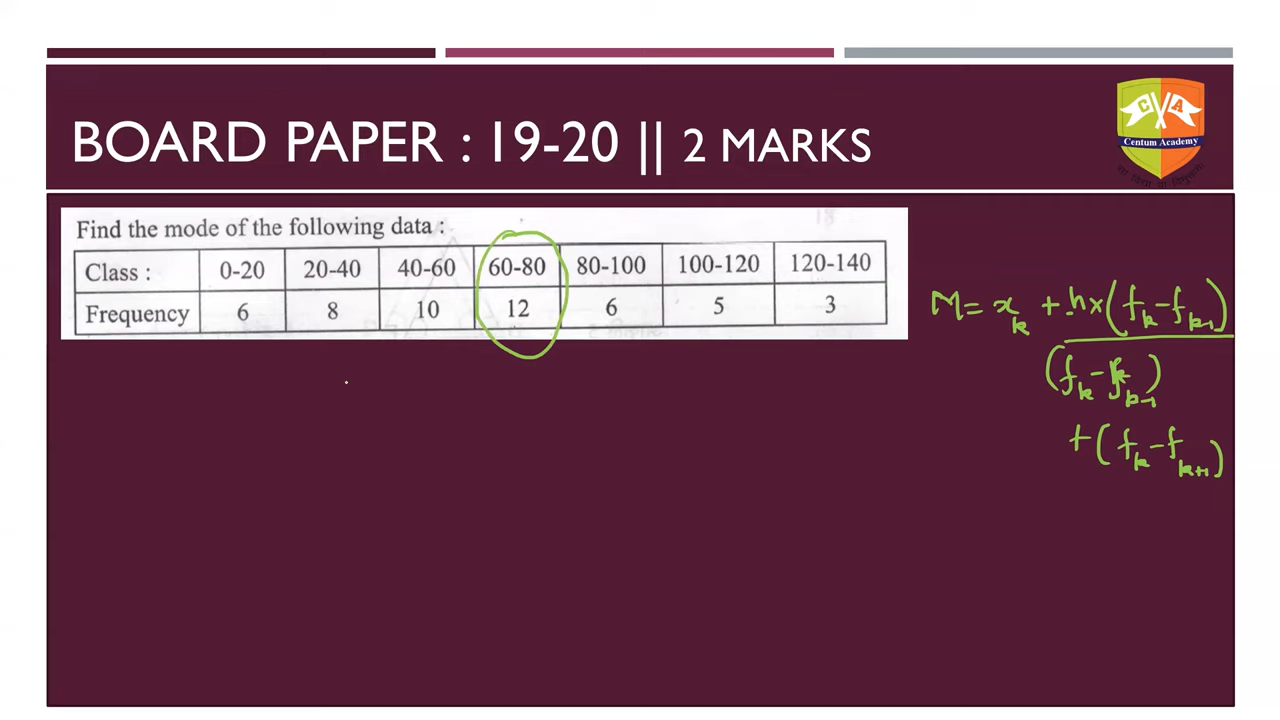 BOARD PAPER : 19-20 || 2 MARKS
C A
Centum Academy
Find the mode of the following data :
Class : 0-20 20-40 40-60 60-80 80-100 100-120 120-140
Frequency 6 8 10 12 6 5 3
M = x_k + h×(f_k - f_k-1)
(f_k - f_k-1)
+ (f_k - f_k+1)